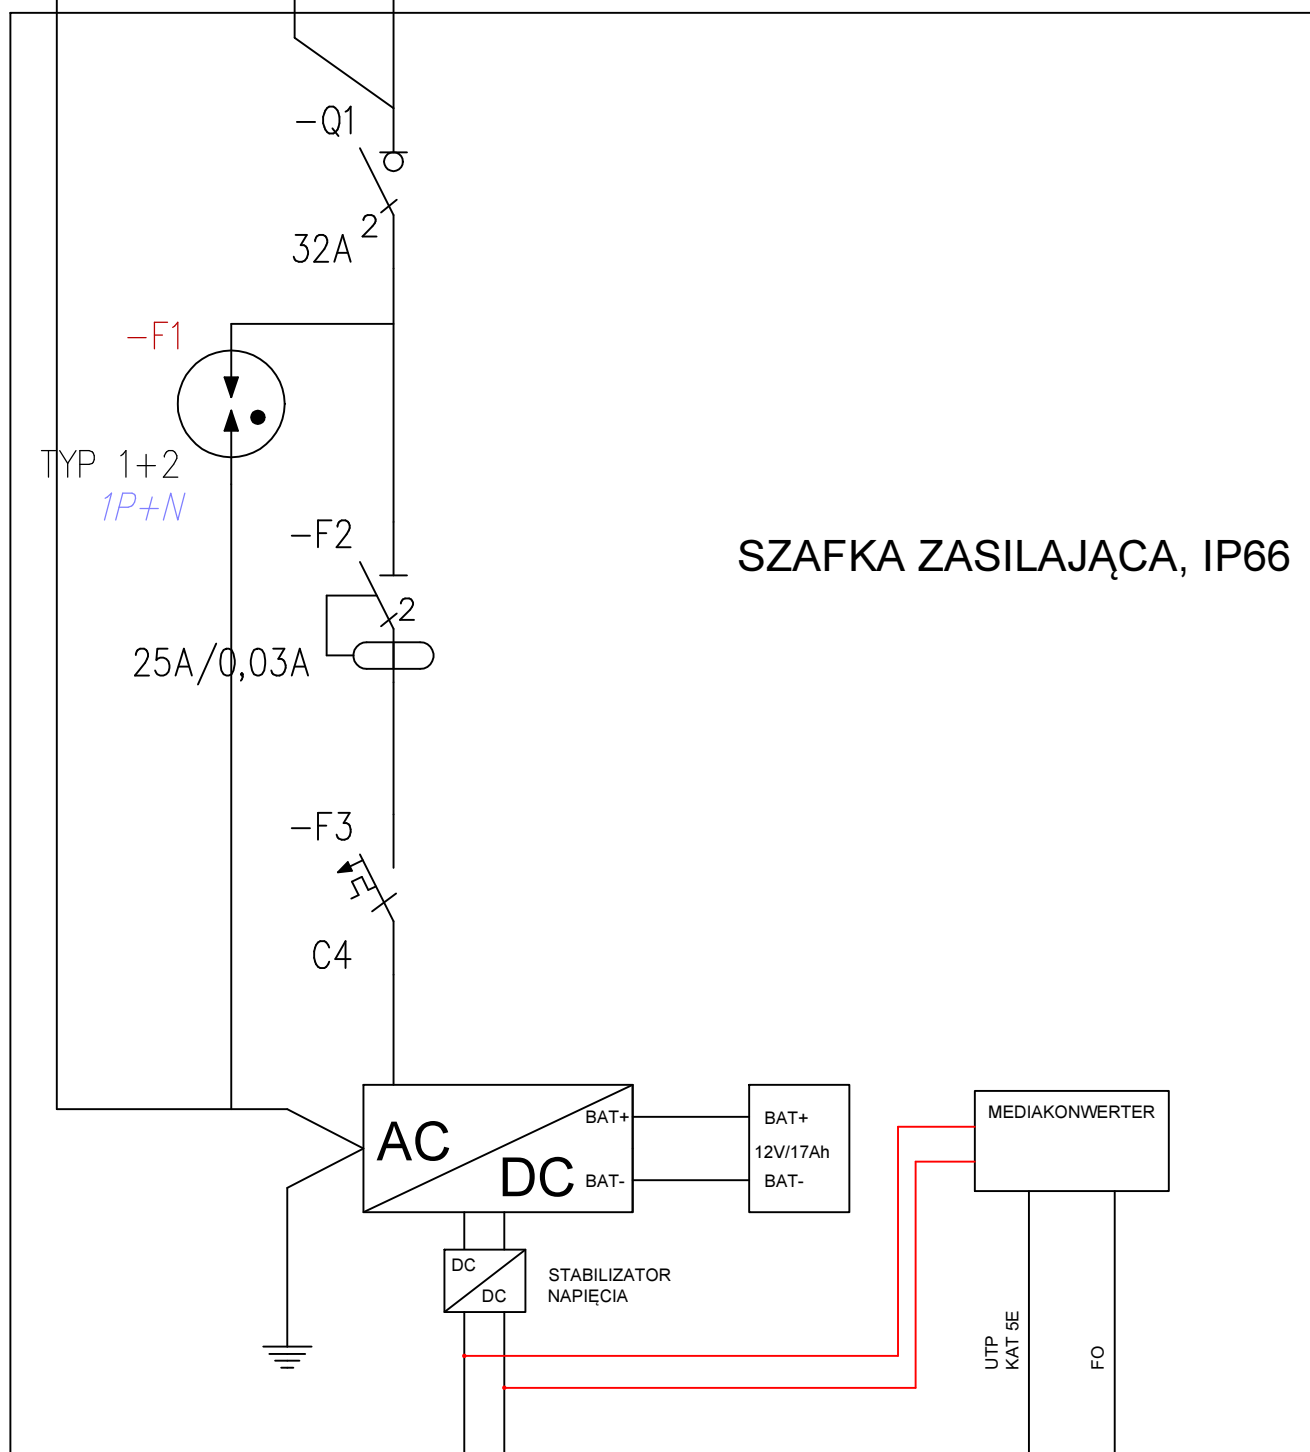 -Q1
2
32A
-F1
TYP 1+2
1P+N
-F2
2
25A/0,03A
SZAFKA ZASILAJĄCA, IP66
-F3
C4
AC
DC
BAT+
BAT-
BAT+
12V/17Ah
BAT-
MEDIAKONWERTER
DC
DC
STABILIZATOR
NAPIĘCIA
UTP
KAT 5E
FO